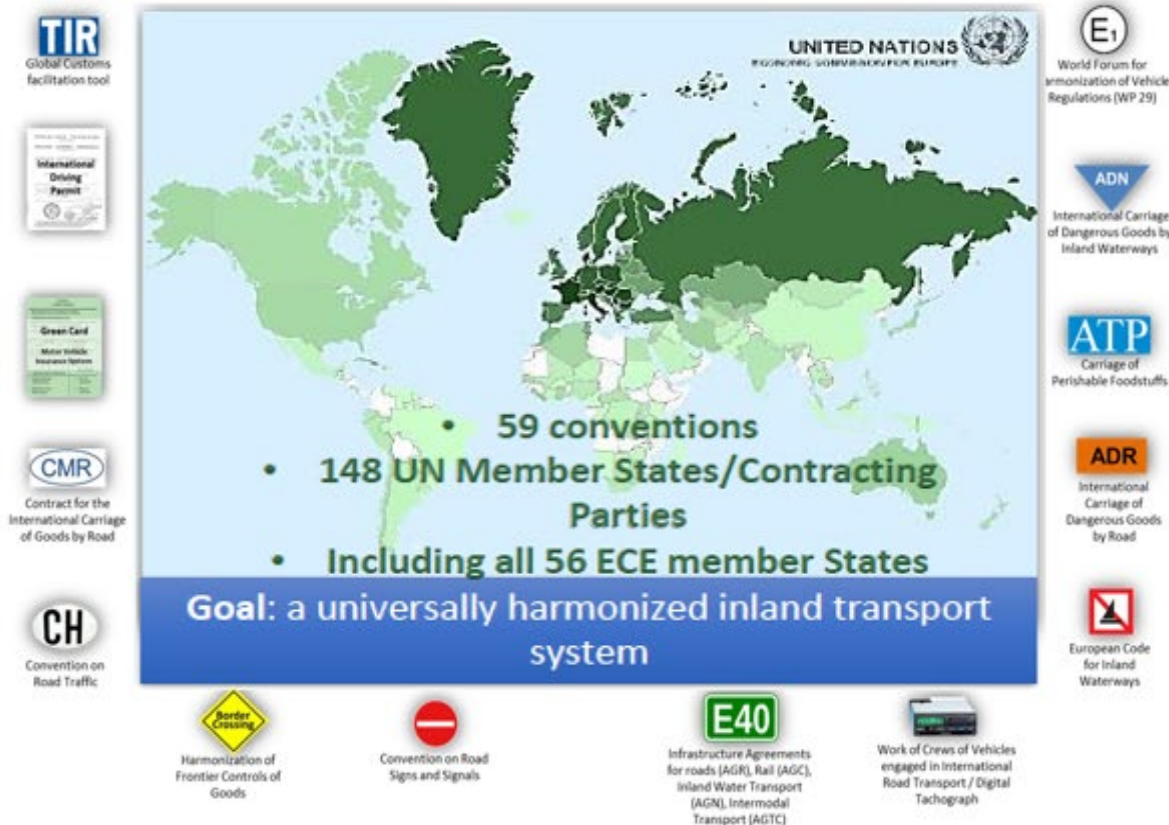 TIR
Global Customs
facilitation tool
International
Driving
Permit
Green Card
Motor Vehicle
Insurance System
CMR
Contract for the
International Carriage
of Goods by Road
CH
Convention on
Road Traffic
UNITED NATIONS
ECONOMIC COMMISSION FOR EUROPE
• 59 conventions
• 148 UN Member States/Contracting
Parties
• Including all 56 ECE member States
Goal: a universally harmonized inland transport
system
E1
World Forum for
armonization of Vehicle
Regulations (WP 29)
ADN
International Carriage
of Dangerous Goods by
Inland Waterways
ATP
Carriage of
Perishable Foodstuffs
ADR
International
Carriage of
Dangerous Goods
by Road
European Code
for Inland
Waterways
Border
Crossing
Harmonization of
Frontier Controls of
Goods
Convention on Road
Signs and Signals
E40
Infrastructure Agreements
for roads (AGR), Rail (AGC),
Inland Water Transport
(AGN), Intermodal
Transport (AGTC)
Work of Crews of Vehicles
engaged in International
Road Transport / Digital
Tachograph